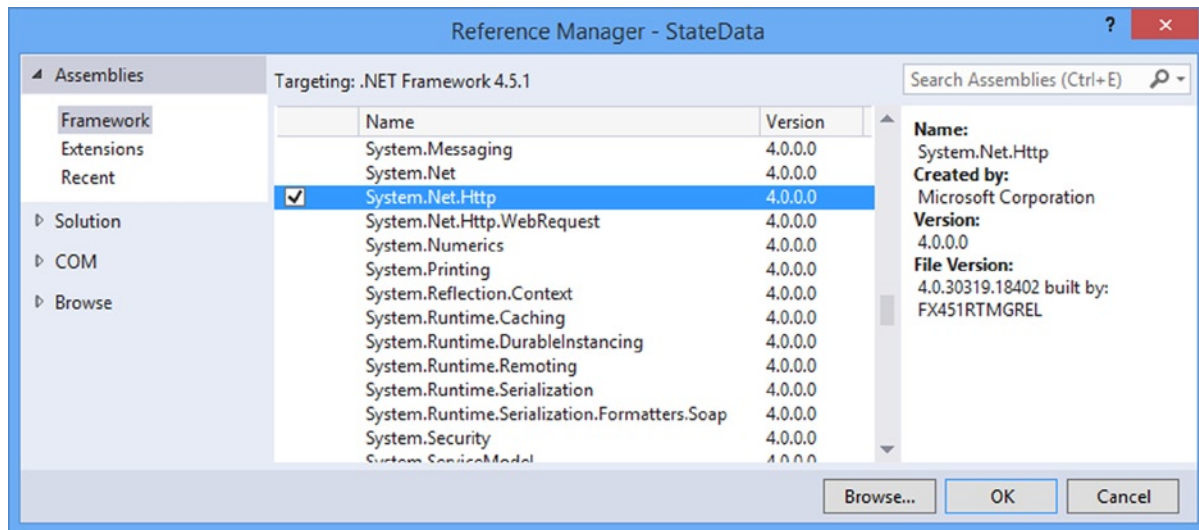 Reference Manager - StateData
?
Assemblies
Framework
Extensions
Recent
Solution
COM
Browse
Targeting: .NET Framework 4.5.1
Name Version
System.Messaging 4.0.0.0
System.Net 4.0.0.0
System.Net.Http 4.0.0.0
System.Net.Http.WebRequest 4.0.0.0
System.Numerics 4.0.0.0
System.Printing 4.0.0.0
System.Reflection.Context 4.0.0.0
System.Runtime.Caching 4.0.0.0
System.Runtime.DurableInstancing 4.0.0.0
System.Runtime.Remoting 4.0.0.0
System.Runtime.Serialization 4.0.0.0
System.Runtime.Serialization.Formatters.Soap 4.0.0.0
System.Security 4.0.0.0
System.ServiceModel 4.0.0.0
Search Assemblies (Ctrl+E)
Name:
System.Net.Http
Created by:
Microsoft Corporation
Version:
4.0.0.0
File Version:
4.0.30319.18402 built by:
FX451RTMGREL
Browse... OK Cancel